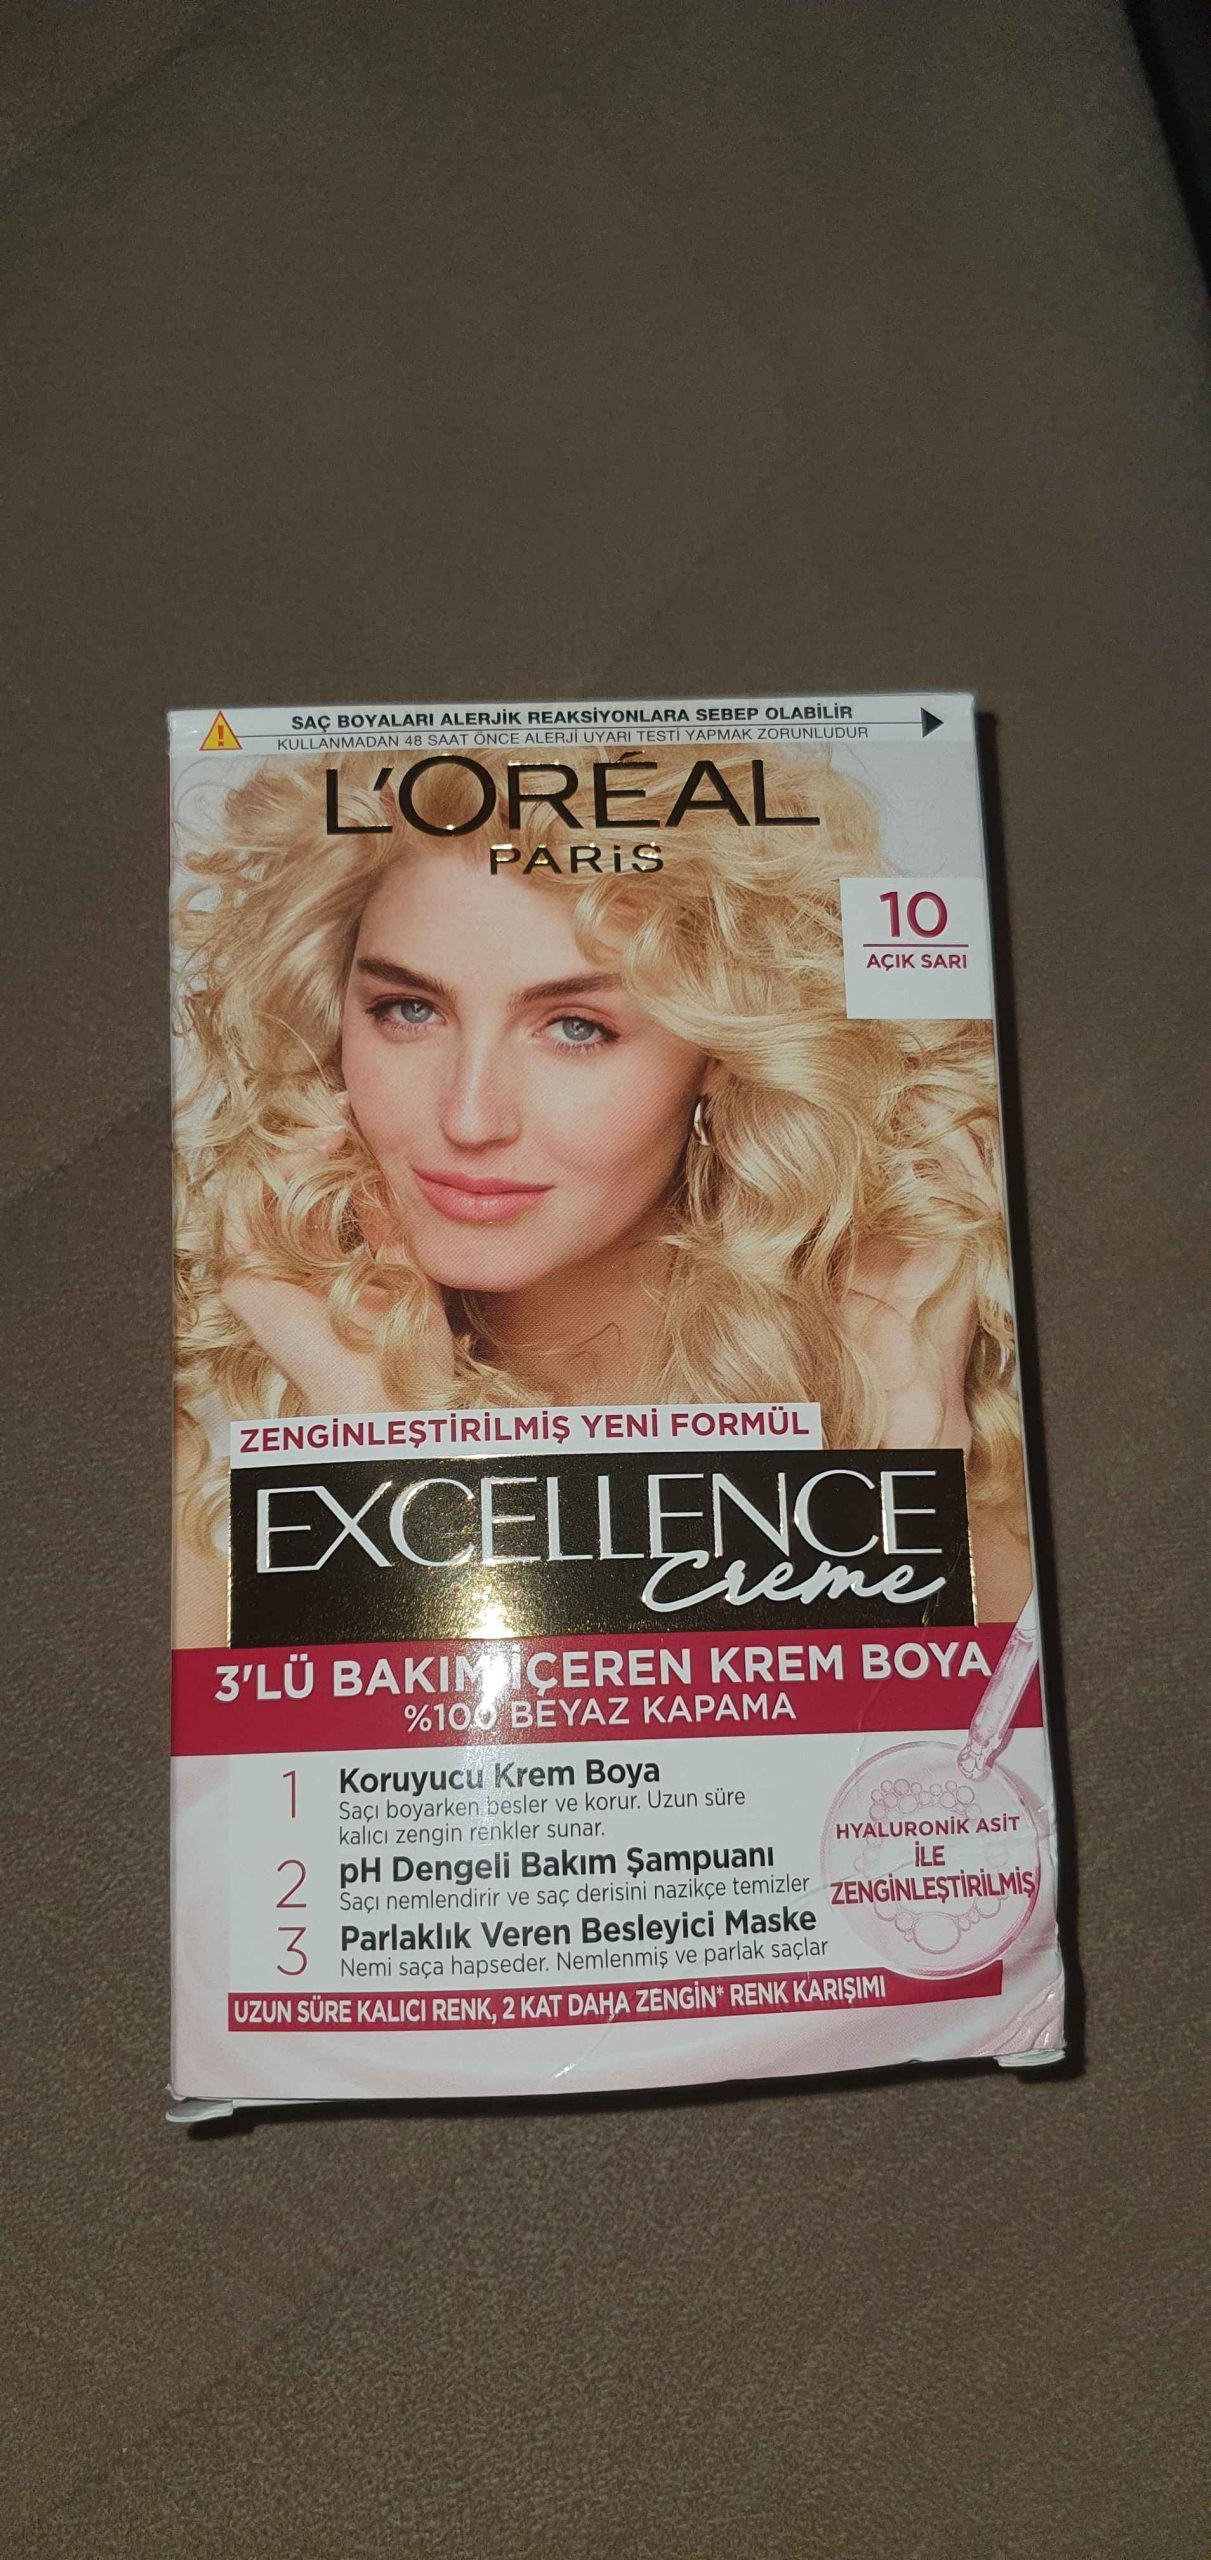 SAÇ BOYALARI ALERJİK REAKSİYONLARA SEBEP OLABİLİR
KULLANMADAN 48 SAAT ÖNCE ALERJİ UYARI TESTİ YAPMAK ZORUNLUDUR
L'ORÉAL
PARiS
10
AÇIK SARI
ZENGİNLEŞTİRİLMİŞ YENİ FORMÜL
EXCELLENCE
Creme
3'LÜ BAKIM İÇEREN KREM BOYA
%100 BEYAZ KAPAMA
1 Koruyucu Krem Boya
Saçı boyarken besler ve korur. Uzun süre
kalıcı zengin renkler sunar.
2 pH Dengeli Bakım Şampuanı
Saçı nemlendirir ve saç derisini nazikçe temizler
3 Parlaklık Veren Besleyici Maske
Nemi saça hapseder. Nemlenmiş ve parlak saçlar
HYALURONİK ASİT
İLE
ZENGİNLEŞTİRİLMİŞ
UZUN SÜRE KALICI RENK, 2 KAT DAHA ZENGİN* RENK KARIŞIMI